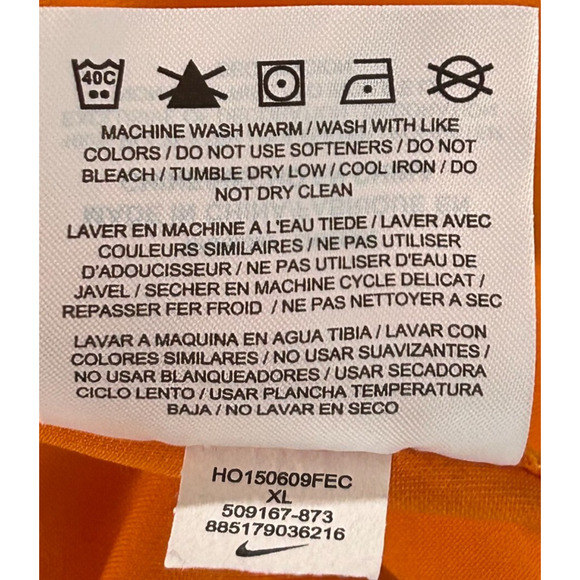 40C
MACHINE WASH WARM / WASH WITH LIKE
COLORS / DO NOT USE SOFTENERS / DO NOT
BLEACH / TUMBLE DRY LOW / COOL IRON / DO
NOT DRY CLEAN
LAVER EN MACHINE A L'EAU TIEDE / LAVER AVEC
COULEURS SIMILAIRES / NE PAS UTILISER
D'ADOUCISSEUR / NE PAS UTILISER D'EAU DE
JAVEL / SECHER EN MACHINE CYCLE DELICAT /
REPASSER FER FROID / NE PAS NETTOYER A SEC
LAVAR A MAQUINA EN AGUA TIBIA / LAVAR CON
COLORES SIMILARES / NO USAR SUAVIZANTES /
NO USAR BLANQUEADORES / USAR SECADORA
CICLO LENTO / USAR PLANCHA TEMPERATURA
BAJA / NO LAVAR EN SECO
HO150609FEC
XL
509167-873
885179036216